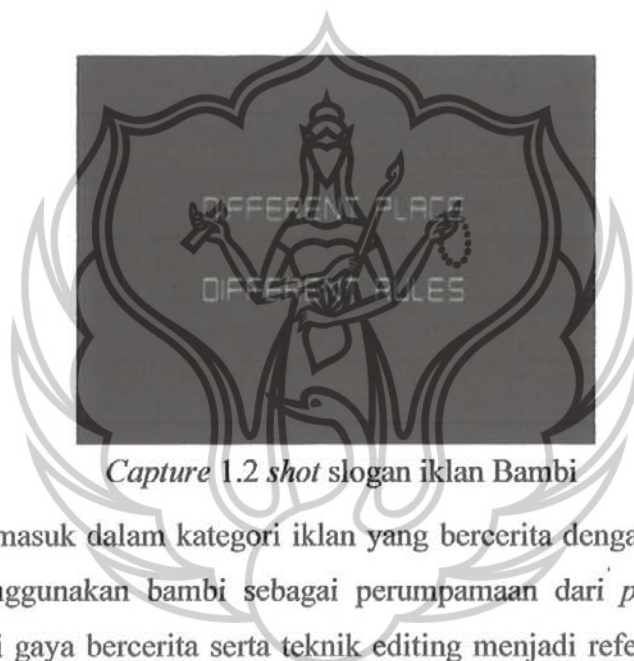 DIFFERENT PLACE
DIFFERENT RULES
Capture 1.2 shot slogan iklan Bambi
masuk dalam kategori iklan yang bercerita denga
nggunakan bambi sebagai perumpamaan dari p
i gaya bercerita serta teknik editing menjadi refe